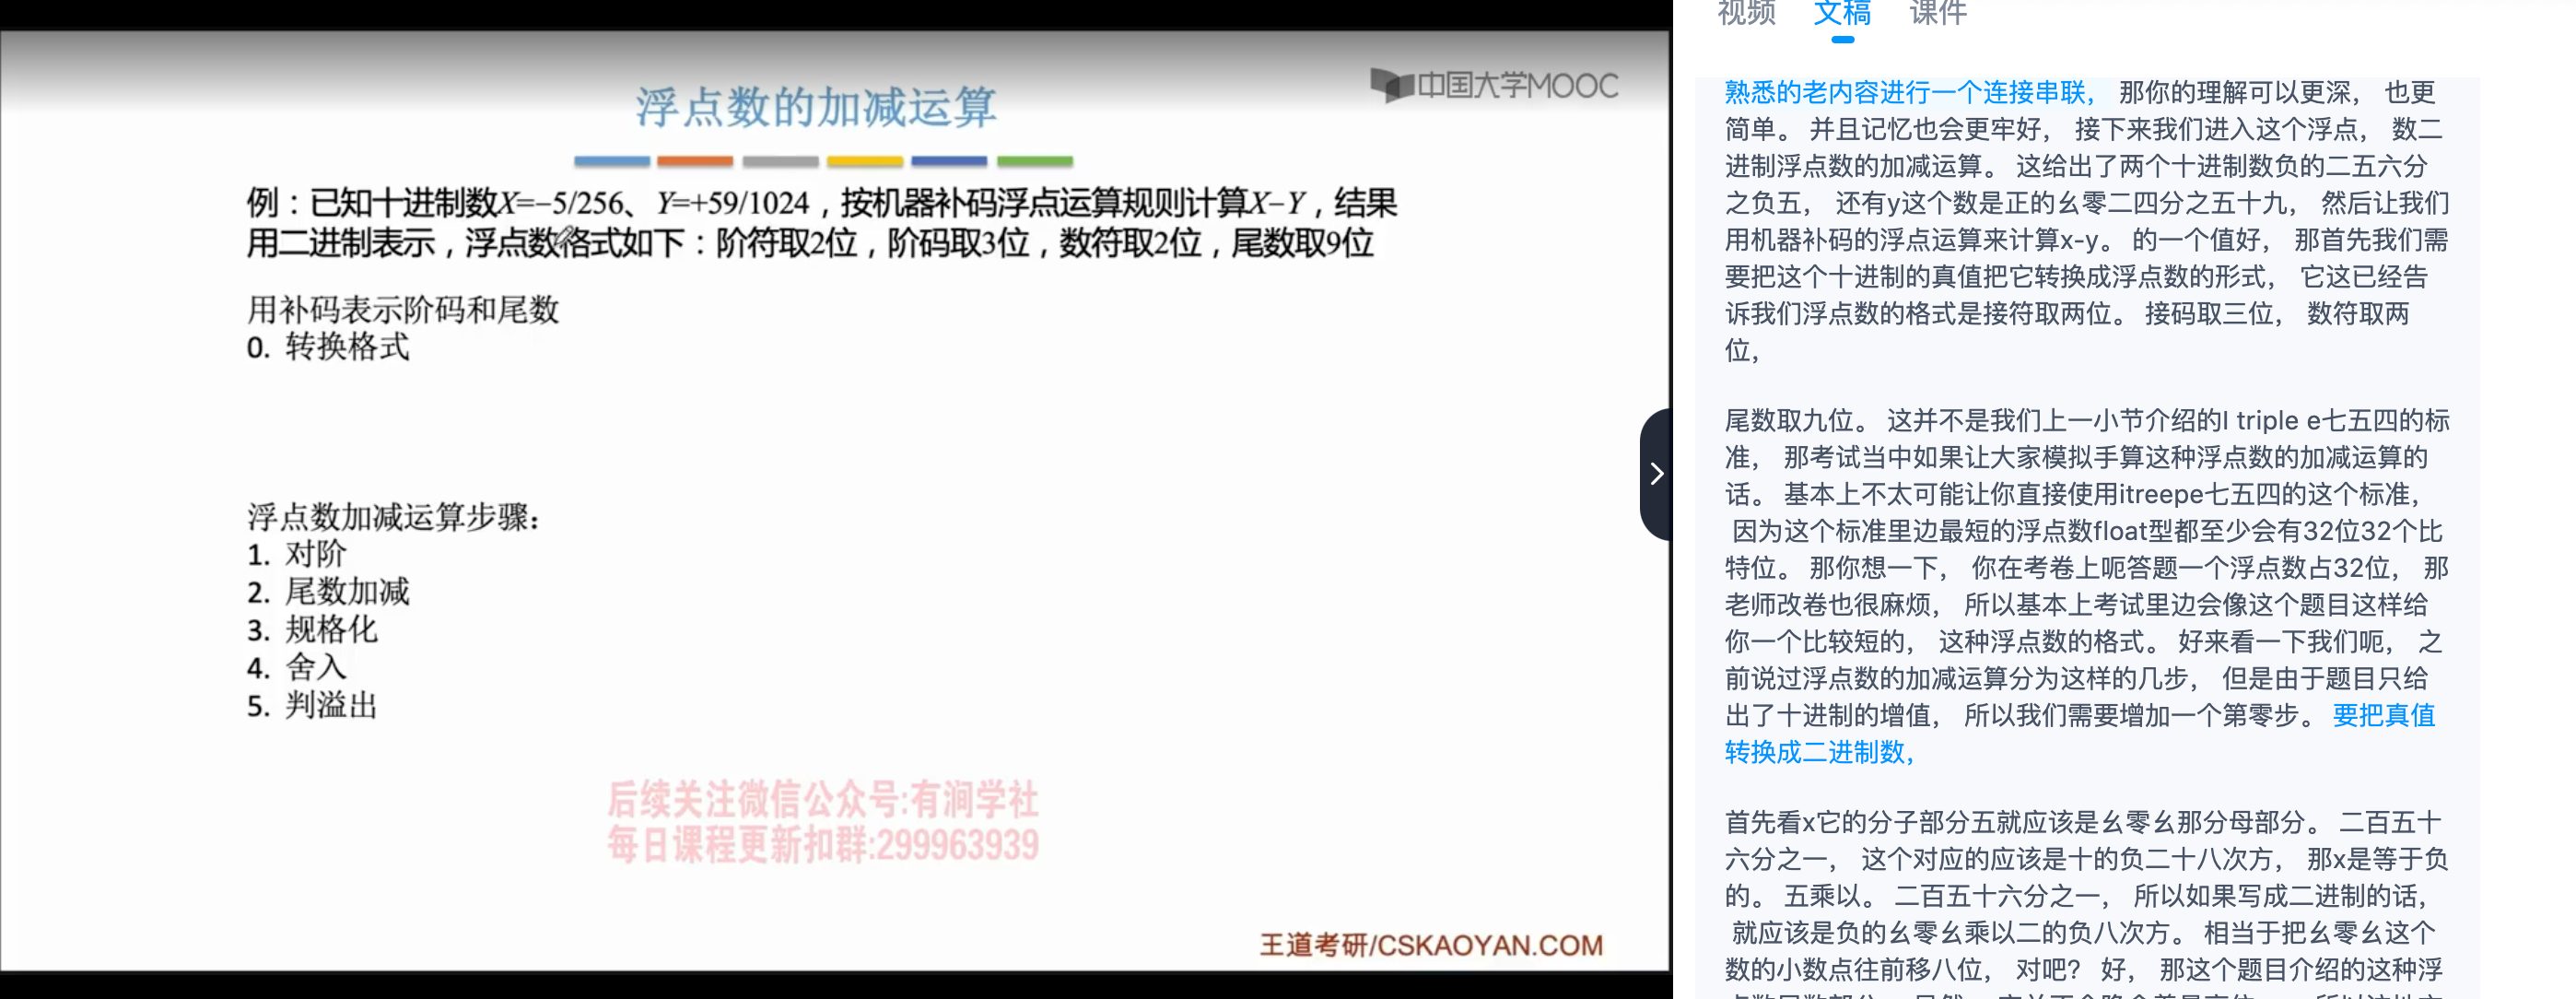 中国大学MOOC
浮点数的加减运算
例：已知十进制数X=−5/256、Y=+59/1024，按机器补码浮点运算规则计算X−Y，结果
用二进制表示，浮点数格式如下：阶符取2位，阶码取3位，数符取2位，尾数取9位
用补码表示阶码和尾数
0. 转换格式
浮点数加减运算步骤：
1. 对阶
2. 尾数加减
3. 规格化
4. 舍入
5. 判溢出
后续关注微信公众号:有涧学社
每日课程更新扣群:299963939
王道考研/CSKAOYAN.COM
视频 文稿 课件
熟悉的老内容进行一个连接串联， 那你的理解可以更深， 也更
简单。 并且记忆也会更牢好， 接下来我们进入这个浮点， 数二
进制浮点数的加减运算。 这给出了两个十进制数负的二五六分
之负五， 还有y这个数是正的幺零二四分之五十九， 然后让我们
用机器补码的浮点运算来计算x-y。 的一个值好， 那首先我们需
要把这个十进制的真值把它转换成浮点数的形式， 它这已经告
诉我们浮点数的格式是接符取两位。 接码取三位， 数符取两
位，
尾数取九位。 这并不是我们上一小节介绍的I triple e七五四的标
准， 那考试当中如果让大家模拟手算这种浮点数的加减运算的
话。 基本上不太可能让你直接使用itreepe七五四的这个标准，
因为这个标准里边最短的浮点数float型都至少会有32位32个比
特位。 那你想一下， 你在考卷上呃答题一个浮点数占32位， 那
老师改卷也很麻烦， 所以基本上考试里边会像这个题目这样给
你一个比较短的， 这种浮点数的格式。 好来看一下我们呃， 之
前说过浮点数的加减运算分为这样的几步， 但是由于题目只给
出了十进制的增值， 所以我们需要增加一个第零步。 要把真值
转换成二进制数，
首先看x它的分子部分五就应该是幺零幺那分母部分。 二百五十
六分之一， 这个对应的应该是十的负二十八次方， 那x是等于负
的。 五乘以。 二百五十六分之一， 所以如果写成二进制的话，
就应该是负的幺零幺乘以二的负八次方。 相当于把幺零幺这个
数的小数点往前移八位， 对吧? 好， 那这个题目介绍的这种浮